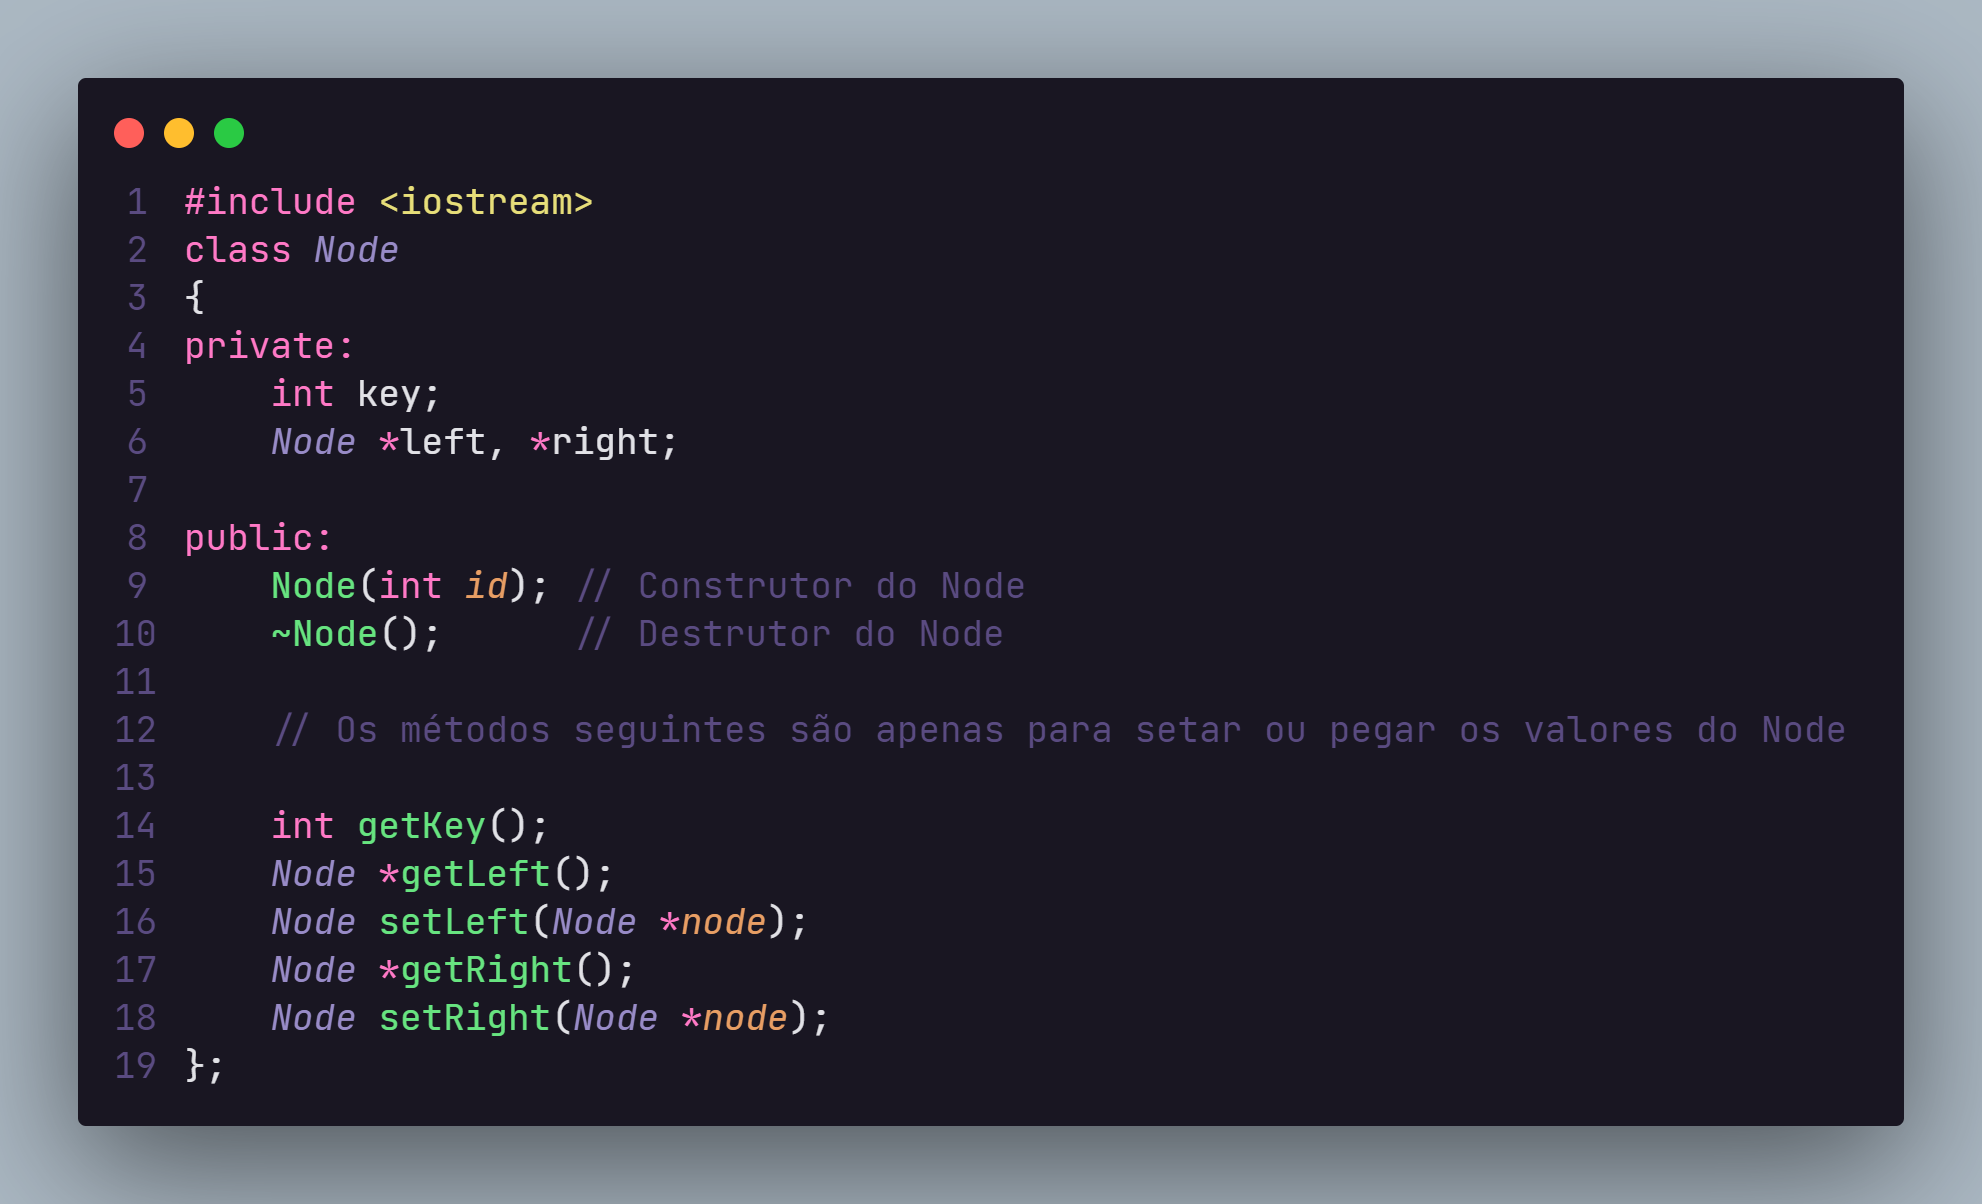 1 #include <iostream>
2 class Node
3 {
4 private:
5     int key;
6     Node *left, *right;
7
8 public:
9     Node(int id); // Construtor do Node
10     ~Node();      // Destrutor do Node
11
12     // Os métodos seguintes são apenas para setar ou pegar os valores do Node
13
14     int getKey();
15     Node *getLeft();
16     Node setLeft(Node *node);
17     Node *getRight();
18     Node setRight(Node *node);
19 };